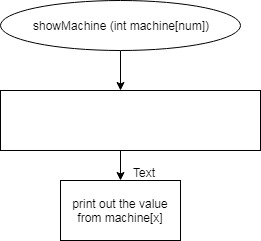 showMachine (int machine[num])
Text
print out the value
from machine[x]